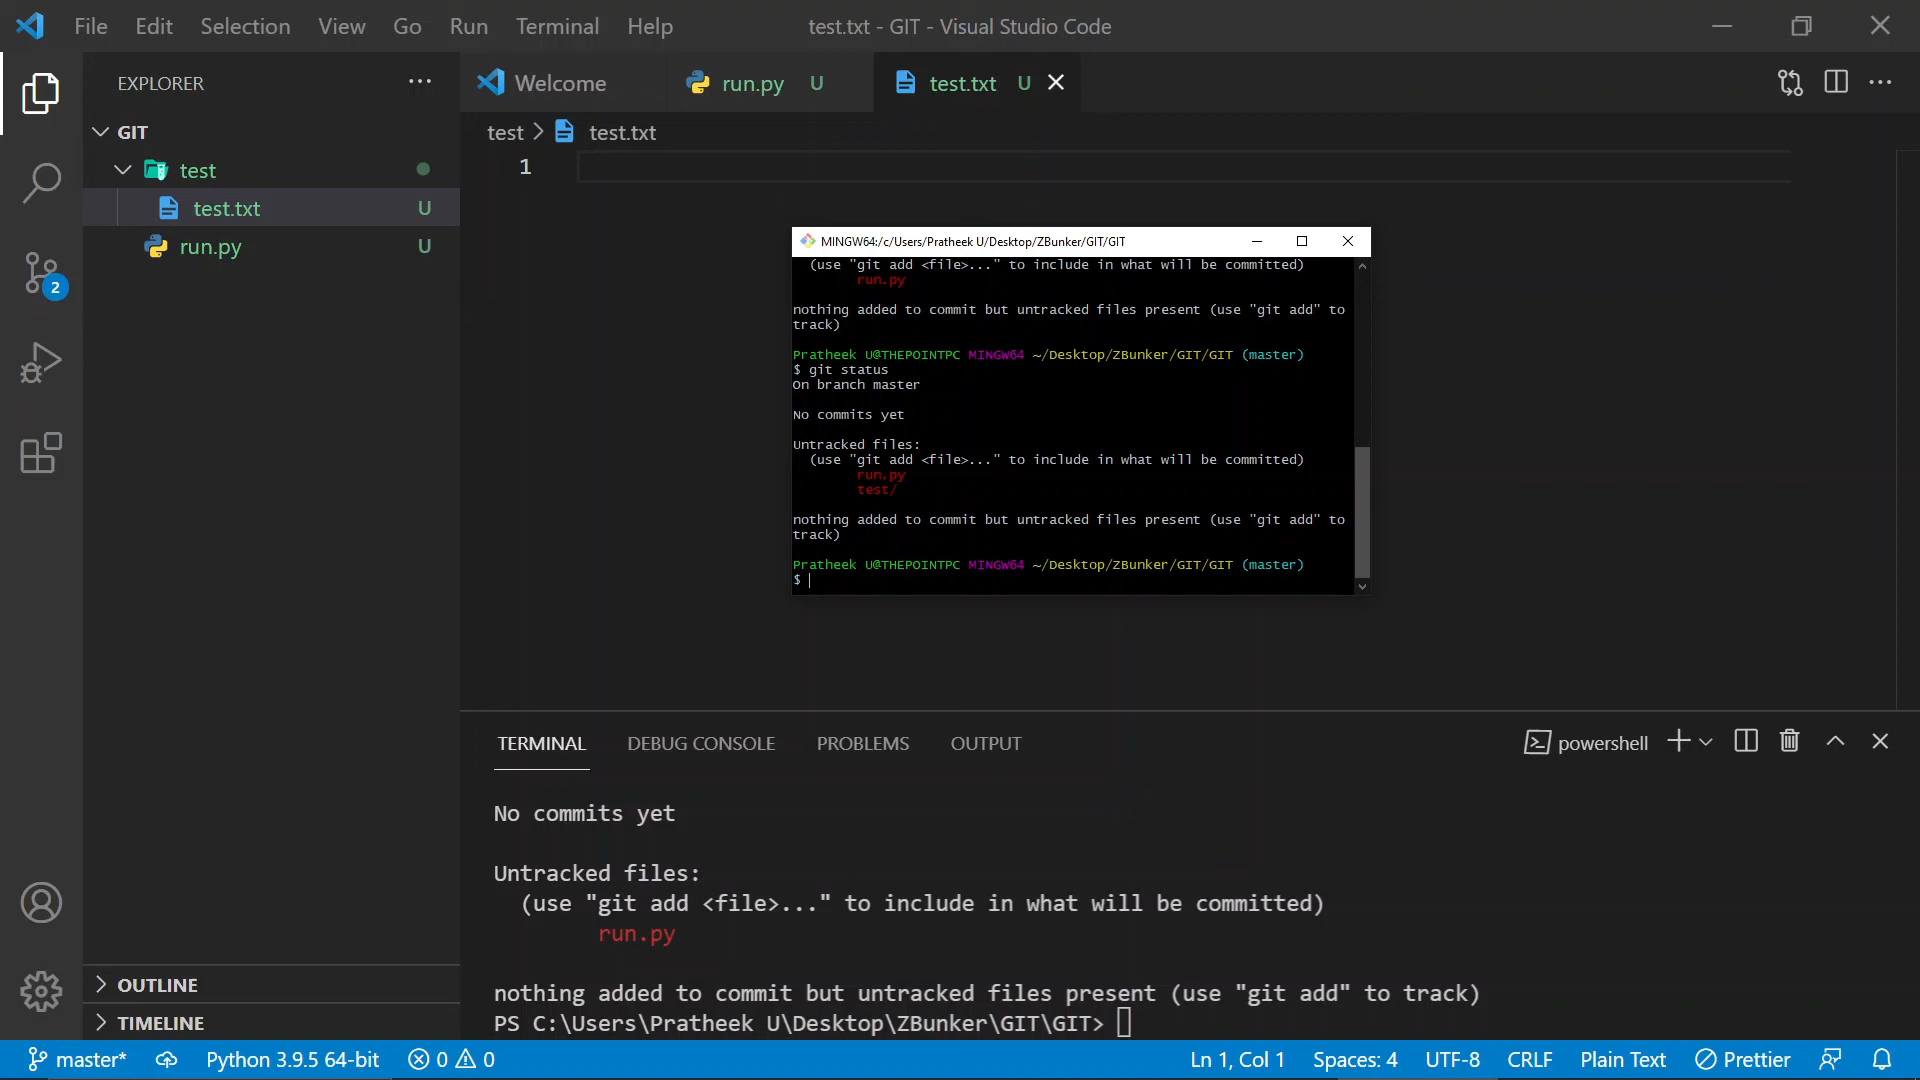 File Edit Selection View Go Run Terminal Help
test.txt - GIT - Visual Studio Code
EXPLORER
GIT
test
test.txt U
run.py U
2
Welcome
run.py U
test.txt U
test > test.txt
1
MINGW64:/c/Users/Pratheek U/Desktop/ZBunker/GIT/GIT
(use "git add <file>..." to include in what will be committed)
run.py
nothing added to commit but untracked files present (use "git add" to
track)
Pratheek U@THEPOINTPC MINGW64 ~/Desktop/ZBunker/GIT/GIT (master)
$ git status
On branch master
No commits yet
Untracked files:
(use "git add <file>..." to include in what will be committed)
run.py
test/
nothing added to commit but untracked files present (use "git add" to
track)
Pratheek U@THEPOINTPC MINGW64 ~/Desktop/ZBunker/GIT/GIT (master)
$
TERMINAL DEBUG CONSOLE PROBLEMS OUTPUT
powershell
No commits yet
Untracked files:
(use "git add <file>..." to include in what will be committed)
run.py
nothing added to commit but untracked files present (use "git add" to track)
PS C:\Users\Pratheek U\Desktop\ZBunker\GIT\GIT>
OUTLINE
TIMELINE
master* Python 3.9.5 64-bit 0 0
Ln 1, Col 1 Spaces: 4 UTF-8 CRLF Plain Text Prettier